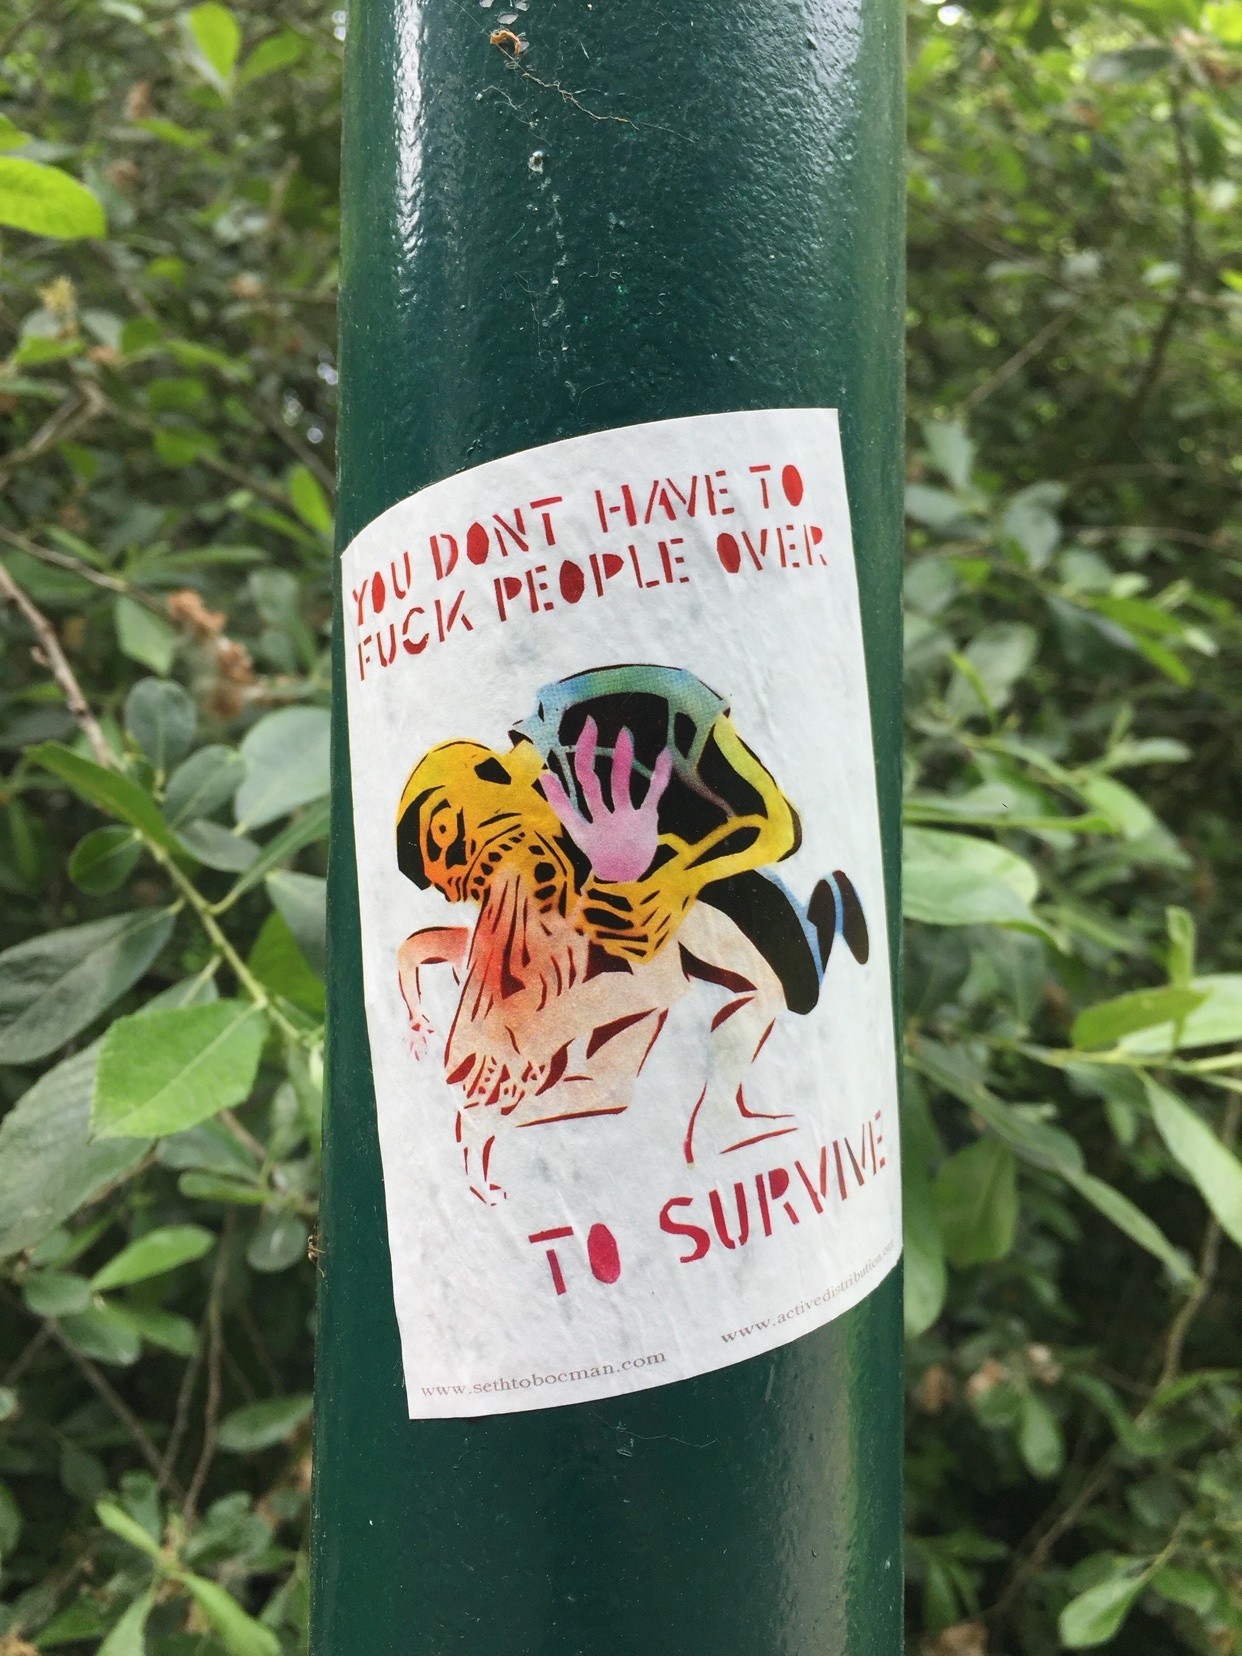 YOU DONT HAVE TO
FUCK PEOPLE OVER
TO SURVIVE
www.sethtobocman.com
www.activedistribution.org